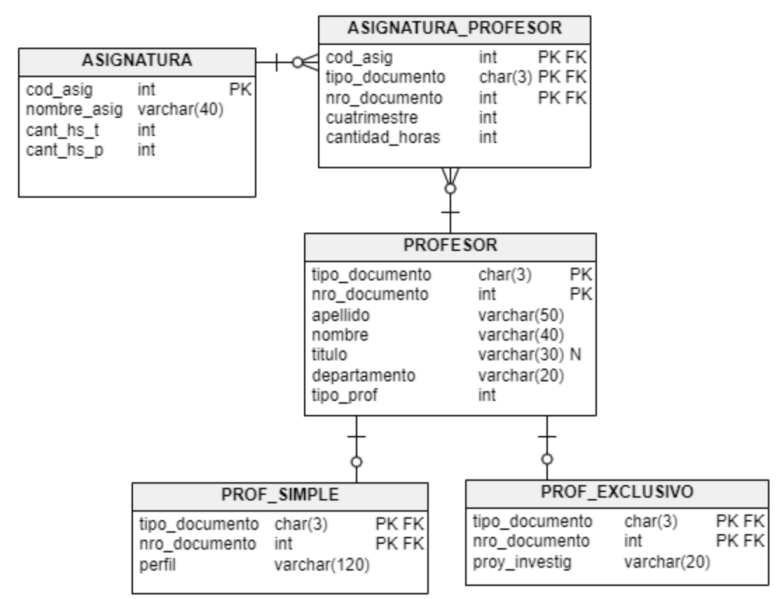 ASIGNATURA
cod_asig int PK
nombre_asig varchar(40)
cant_hs_t int
cant_hs_p int
ASIGNATURA_PROFESOR
cod_asig int PK FK
tipo_documento char(3) PK FK
nro_documento int PK FK
cuatrimestre int
cantidad_horas int
PROFESOR
tipo_documento char(3) PK
nro_documento int PK
apellido varchar(50)
nombre varchar(40)
titulo varchar(30) N
departamento varchar(20)
tipo_prof int
PROF_SIMPLE
tipo_documento char(3) PK FK
nro_documento int PK FK
perfil varchar(120)
PROF_EXCLUSIVO
tipo_documento char(3) PK FK
nro_documento int PK FK
proy_investig varchar(20)